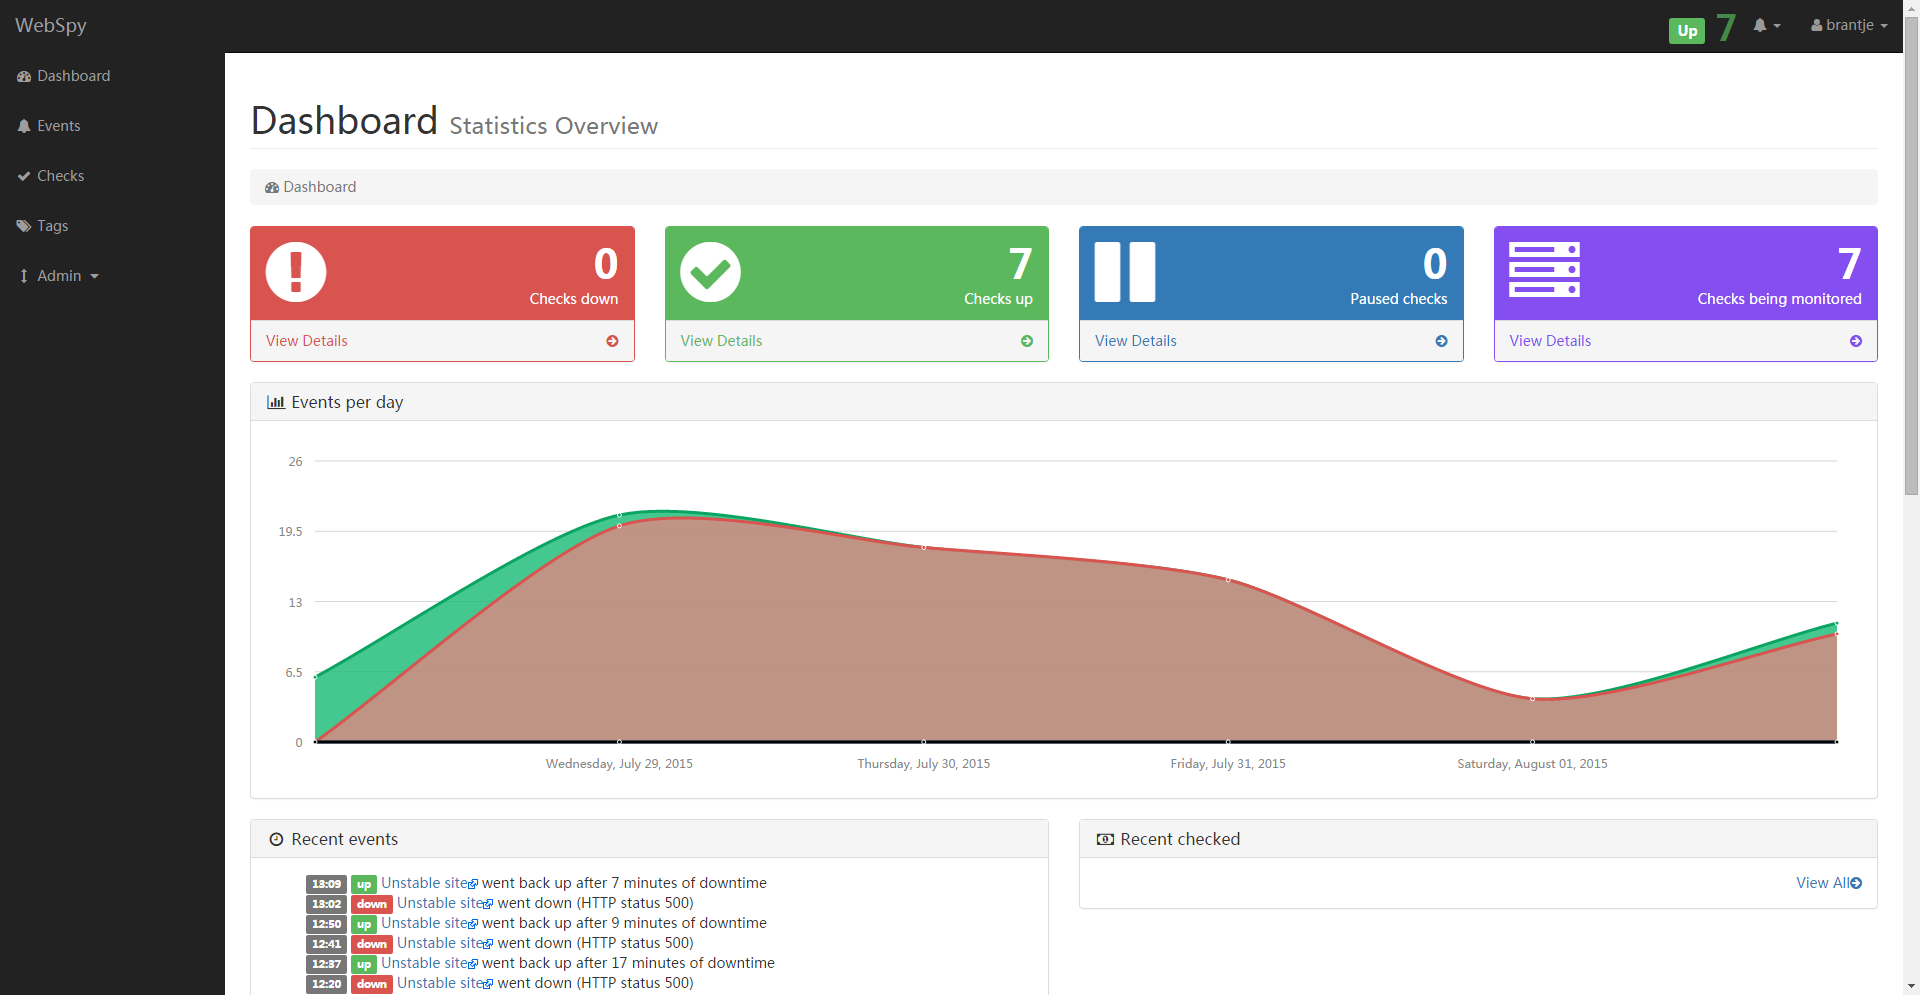 WebSpy
Up 7 brantje
Dashboard
Events
Checks
Tags
Admin
Dashboard Statistics Overview
Dashboard
0
Checks down
View Details
7
Checks up
View Details
0
Paused checks
View Details
7
Checks being monitored
View Details
Events per day
26
19.5
13
6.5
0
Wednesday, July 29, 2015 Thursday, July 30, 2015 Friday, July 31, 2015 Saturday, August 01, 2015
Recent events
13:09 up Unstable site went back up after 7 minutes of downtime
13:02 down Unstable site went down (HTTP status 500)
12:50 up Unstable site went back up after 9 minutes of downtime
12:41 down Unstable site went down (HTTP status 500)
12:37 up Unstable site went back up after 17 minutes of downtime
12:20 down Unstable site went down (HTTP status 500)
Recent checked
View All